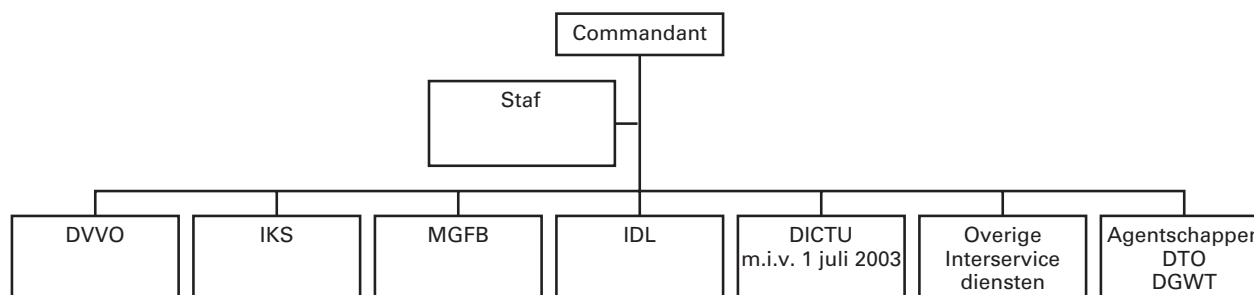 Commandant
Staf
DVVO
IKS
MGFB
IDL
DICTU
m.i.v. 1 juli 2003
Overige
Interservice
diensten
Agentschappen
DTO
DGWT